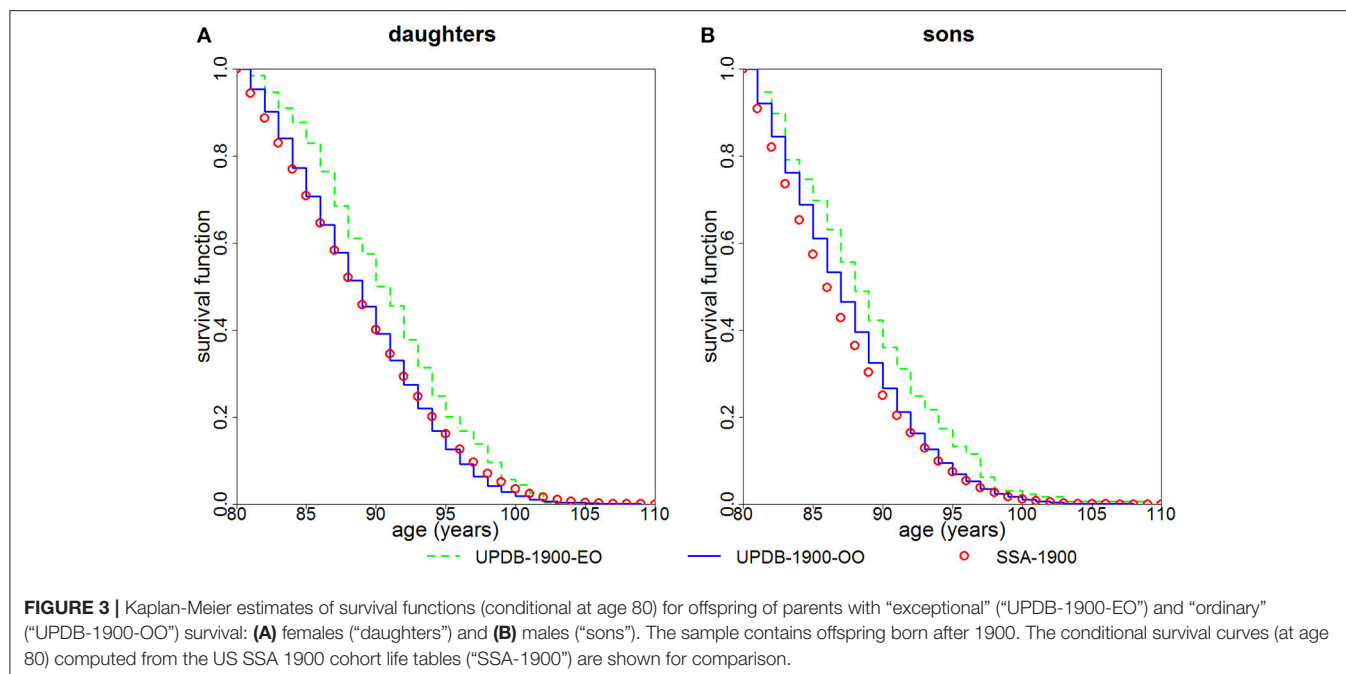 A daughters
B sons
survival function
1.0
0.8
0.6
0.4
0.2
0.0
80 85 90 95 100 105 110
age (years)
survival function
1.0
0.8
0.6
0.4
0.2
0.0
80 85 90 95 100 105 110
age (years)
UPDB-1900-EO UPDB-1900-OO SSA-1900
FIGURE 3 | Kaplan-Meier estimates of survival functions (conditional at age 80) for offspring of parents with “exceptional” (“UPDB-1900-EO”) and “ordinary”
(“UPDB-1900-OO”) survival: (A) females (“daughters”) and (B) males (“sons”). The sample contains offspring born after 1900. The conditional survival curves (at age
80) computed from the US SSA 1900 cohort life tables (“SSA-1900”) are shown for comparison.